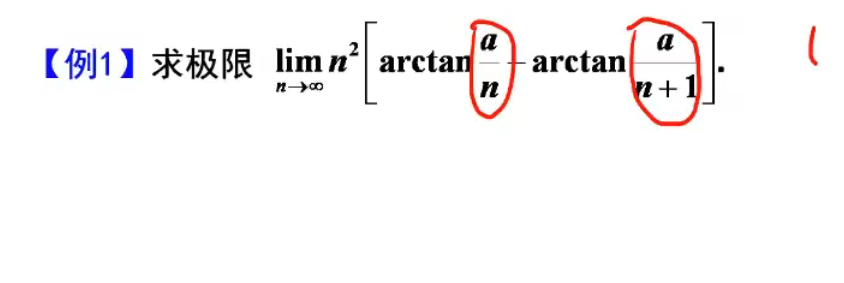 【例1】求极限 lim_{n→∞} n²[arctan a/n - arctan a/(n+1)].